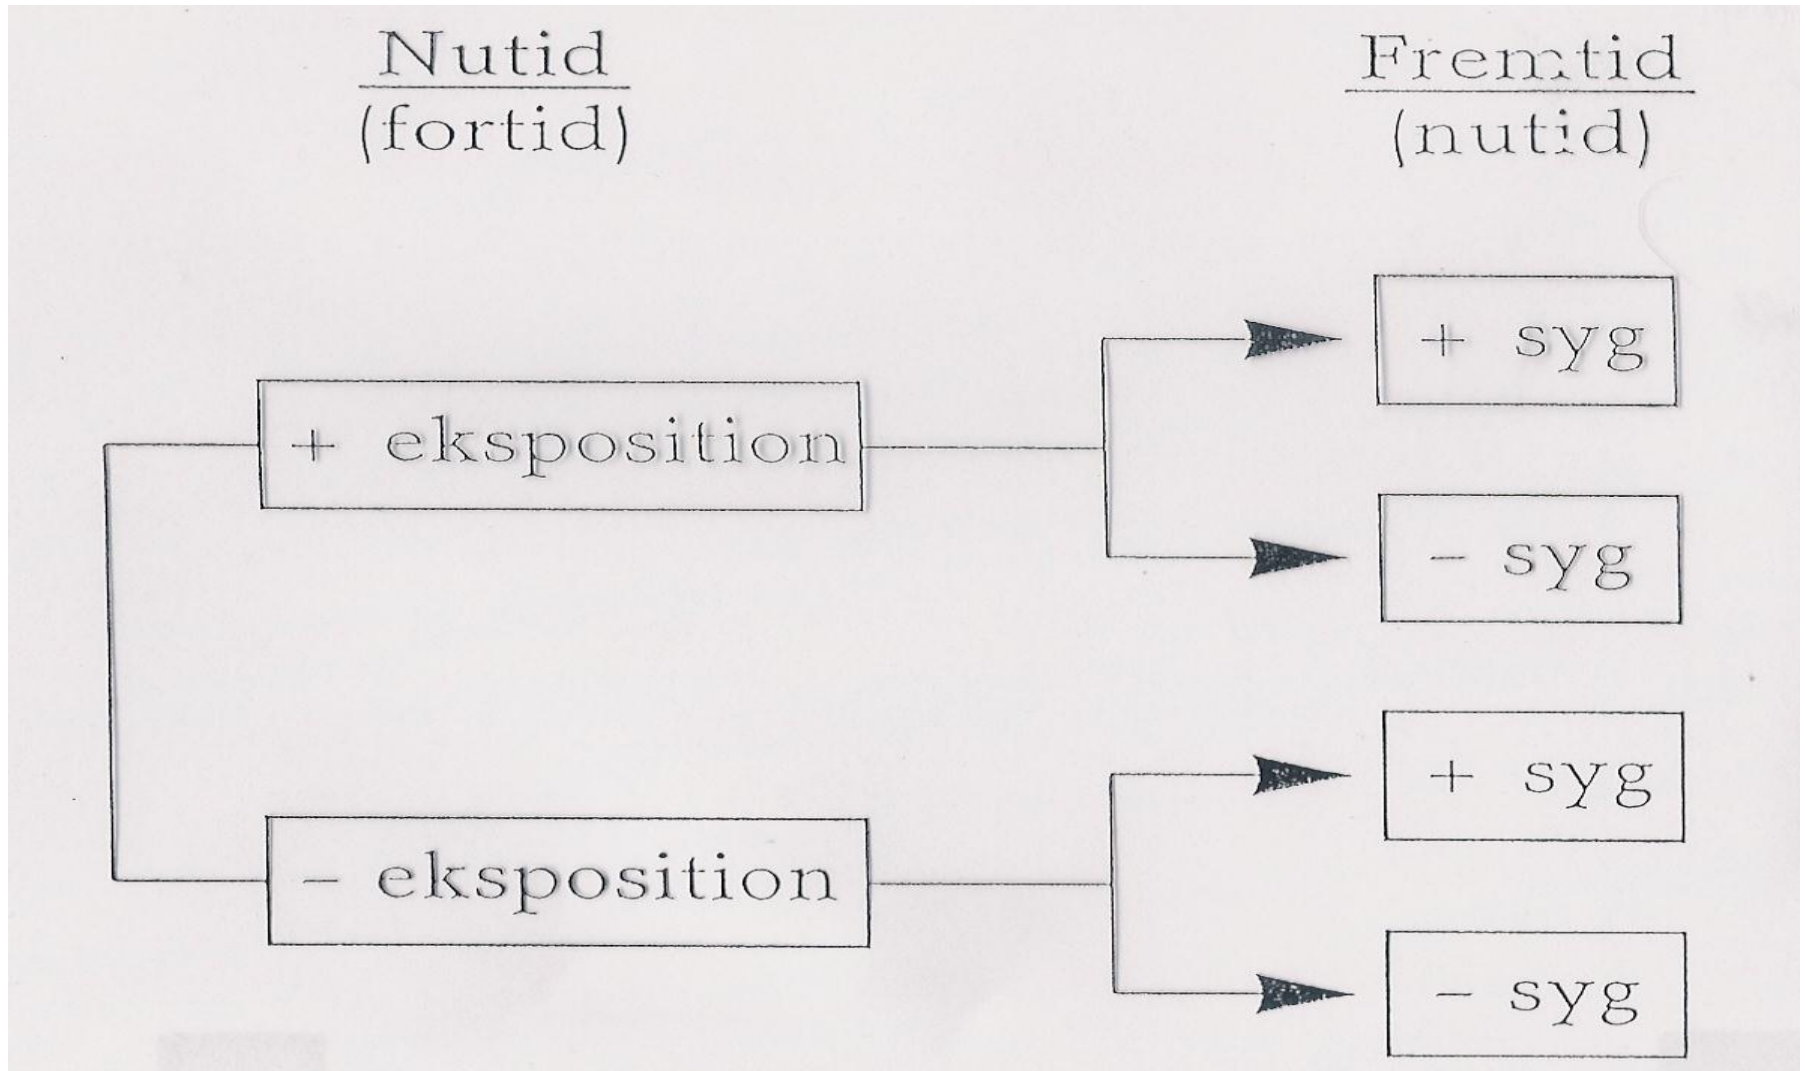 Nutid
(fortid)
Fremtid
(nutid)
+ eksposition
+ syg
- syg
- eksposition
+ syg
- syg